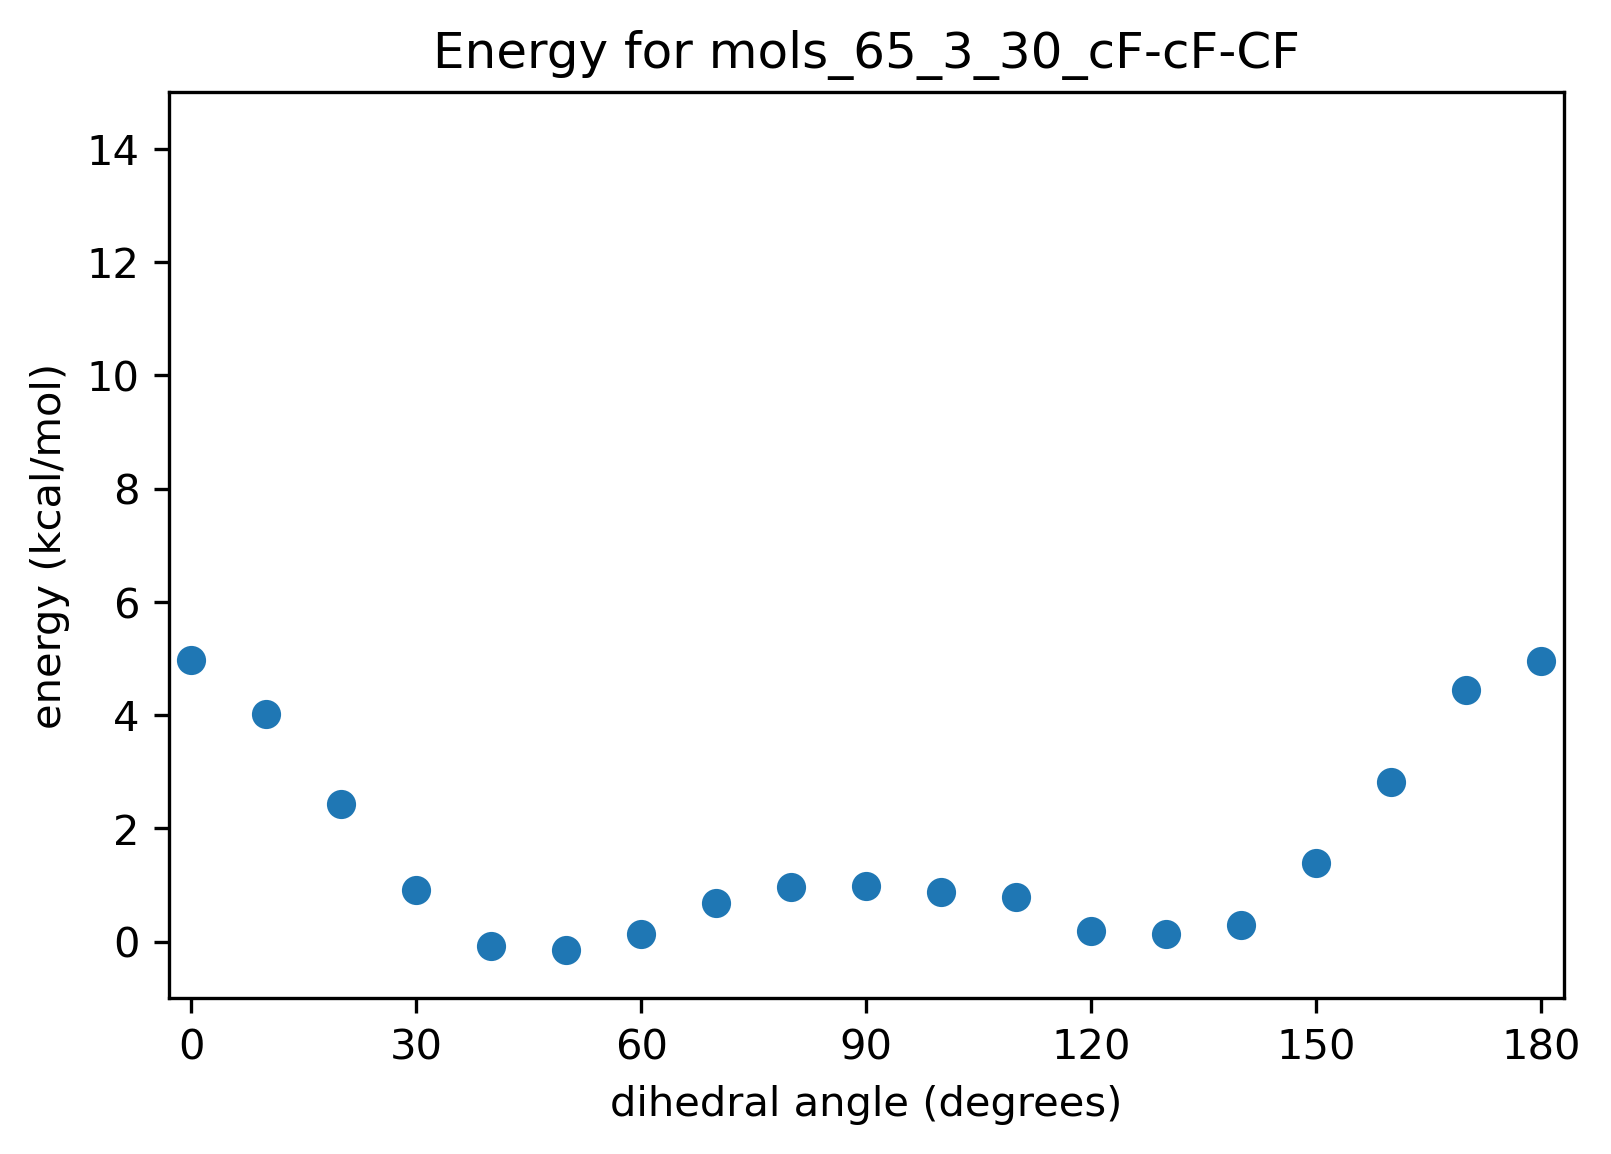 Energy for mols_65_3_30_cF-cF-CF
14
12
10
8
6
4
2
0
energy (kcal/mol)
0 30 60 90 120 150 180
dihedral angle (degrees)